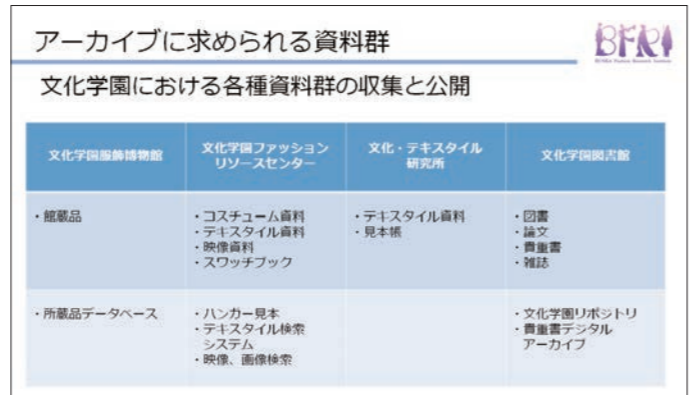 アーカイブに求められる資料群
BFRI
文化学園における各種資料群の収集と公開
文化学園服飾博物館
文化学園ファッション
リソースセンター
文化・テキスタイル
研究所
文化学園図書館
・館蔵品
・コスチューム資料
・テキスタイル資料
・映像資料
・スワッチブック
・テキスタイル資料
・見本帳
・図書
・論文
・貴重書
・雑誌
・所蔵品データベース
・ハンガー見本
・テキスタイル検索
システム
・映像、画像検索
・文化学園リポジトリ
・貴重書デジタル
アーカイブ